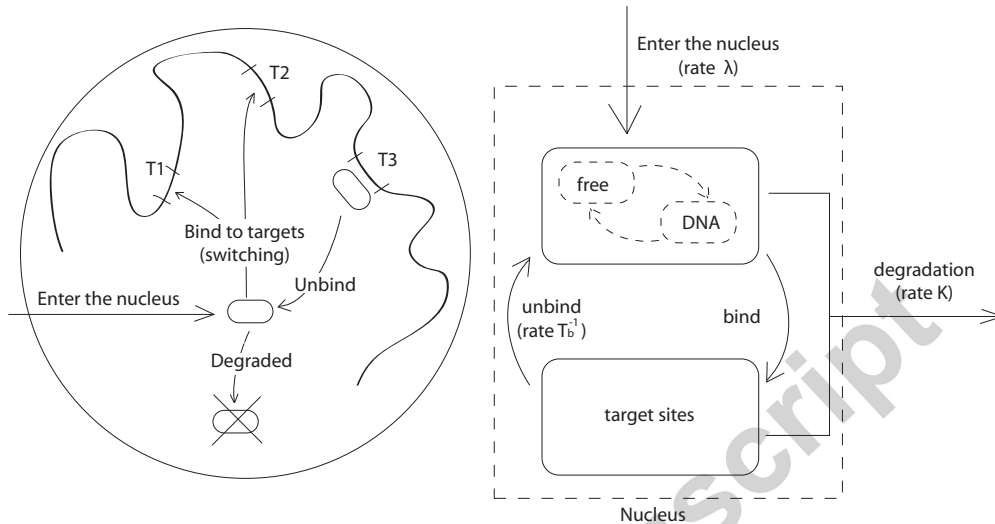 T2
T1
T3
Bind to targets
(switching)
Unbind
Enter the nucleus
Degraded
Enter the nucleus
(rate λ)
free
DNA
degradation
(rate K)
unbind
(rate T_b^-1)
bind
target sites
Nucleus
script